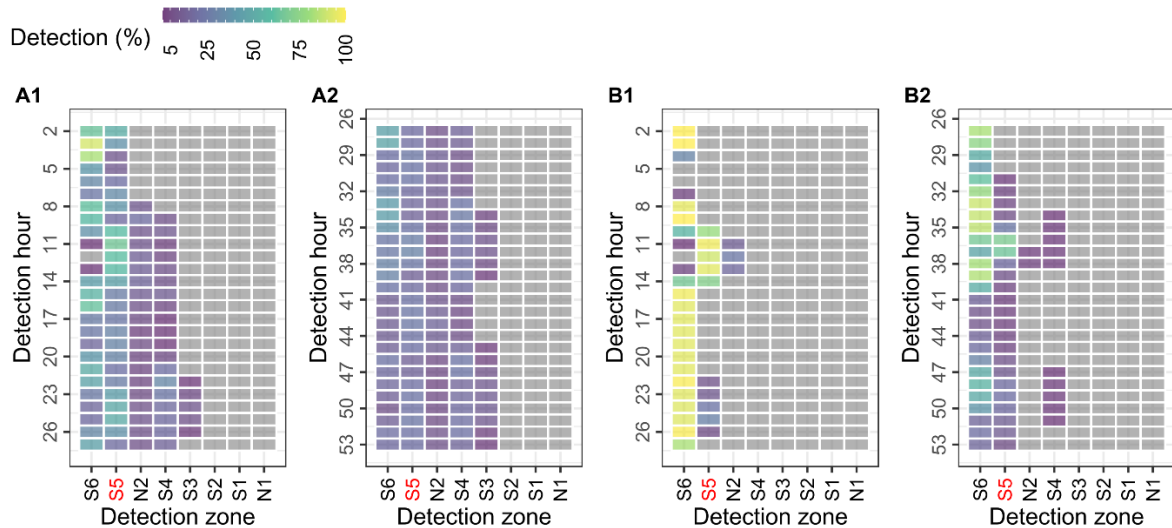 Detection (%)
5 25 50 75 100
A1 A2 B1 B2
Detection hour
2 5 8 11 14 17 20 23 26
S6 S5 N2 S4 S3 S2 S1 N1
Detection zone
Detection hour
26 29 32 35 38 41 44 47 50 53
S6 S5 N2 S4 S3 S2 S1 N1
Detection zone
Detection hour
2 5 8 11 14 17 20 23 26
S6 S5 N2 S4 S3 S2 S1 N1
Detection zone
Detection hour
26 29 32 35 38 41 44 47 50 53
S6 S5 N2 S4 S3 S2 S1 N1
Detection zone